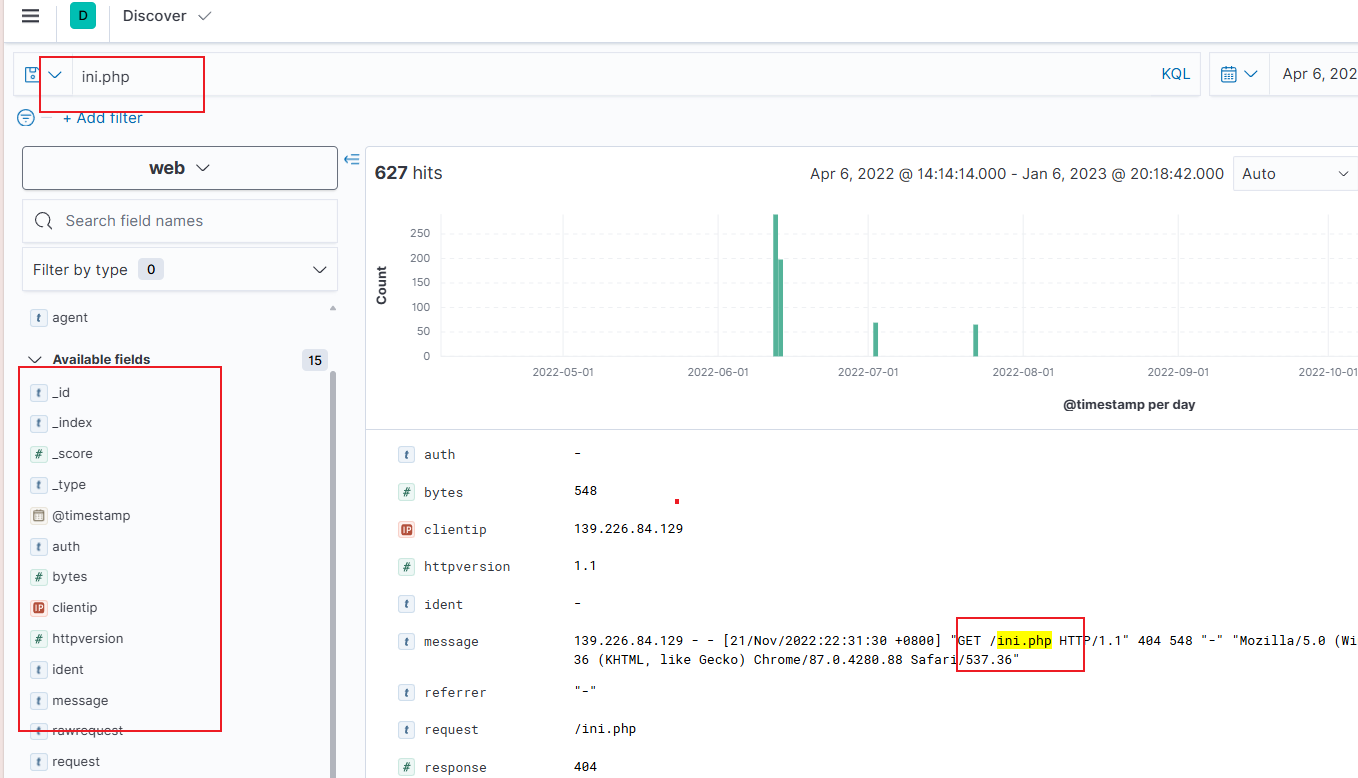 D Discover
ini.php KQL Apr 6, 202
+ Add filter
web
627 hits Apr 6, 2022 @ 14:14:14.000 - Jan 6, 2023 @ 20:18:42.000 Auto
Search field names
Filter by type 0
t agent
Available fields 15
t _id
t _index
# _score
t _type
@timestamp
t auth
# bytes
IP clientip
# httpversion
t ident
t message
t rawrequest
t request
Count
250
200
150
100
50
0
2022-05-01 2022-06-01 2022-07-01 2022-08-01 2022-09-01 2022-10-01
@timestamp per day
t auth -
# bytes 548
IP clientip 139.226.84.129
# httpversion 1.1
t ident -
t message 139.226.84.129 - - [21/Nov/2022:22:31:30 +0800] "GET /ini.php HTTP/1.1" 404 548 "-" "Mozilla/5.0 (Wi
36 (KHTML, like Gecko) Chrome/87.0.4280.88 Safari/537.36"
t referrer "-"
t request /ini.php
# response 404